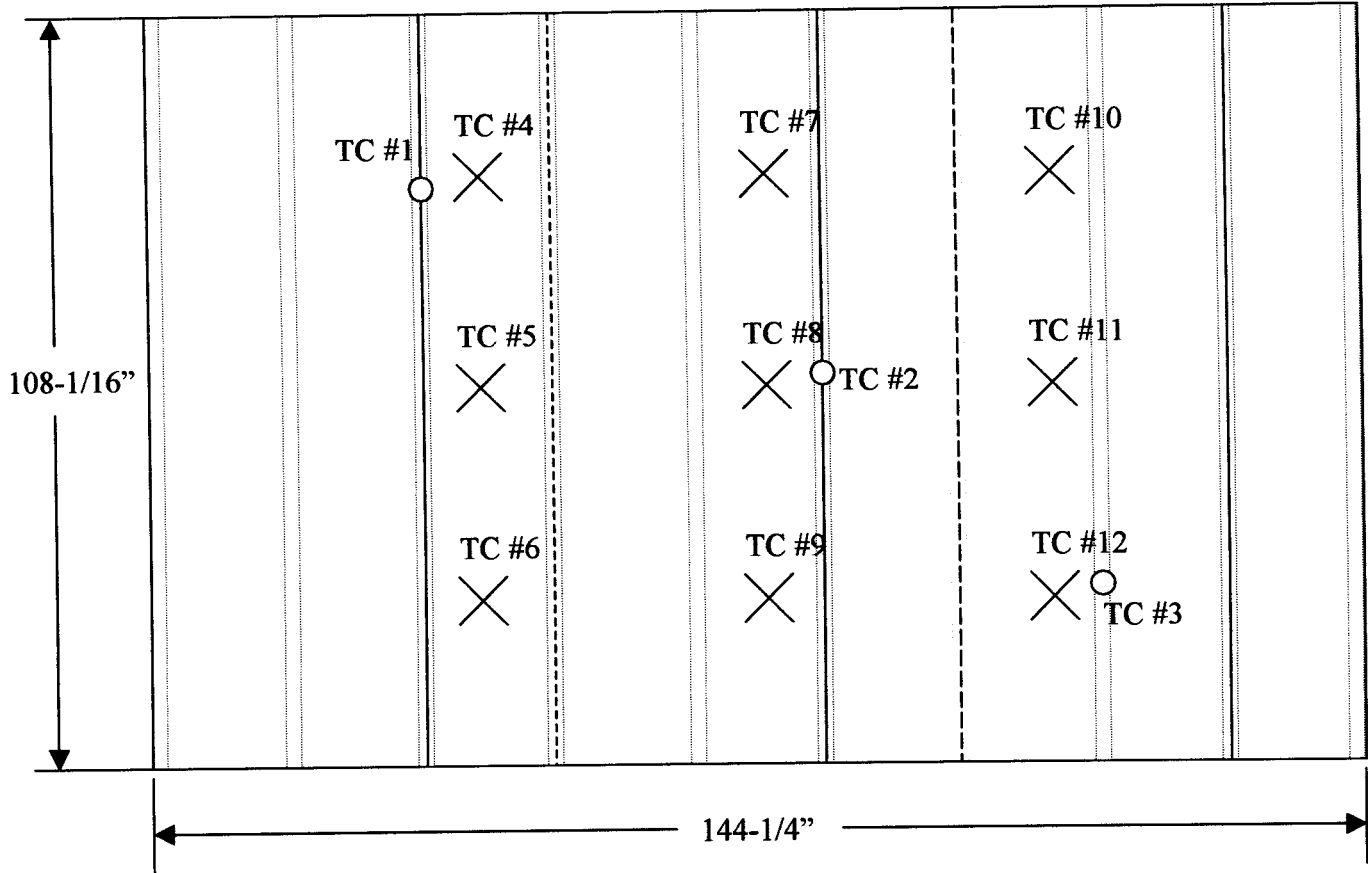 TC #4
TC #7
TC #10
TC #1
TC #5
TC #8
TC #11
108-1/16”
TC #2
TC #6
TC #9
TC #12
TC #3
144-1/4”